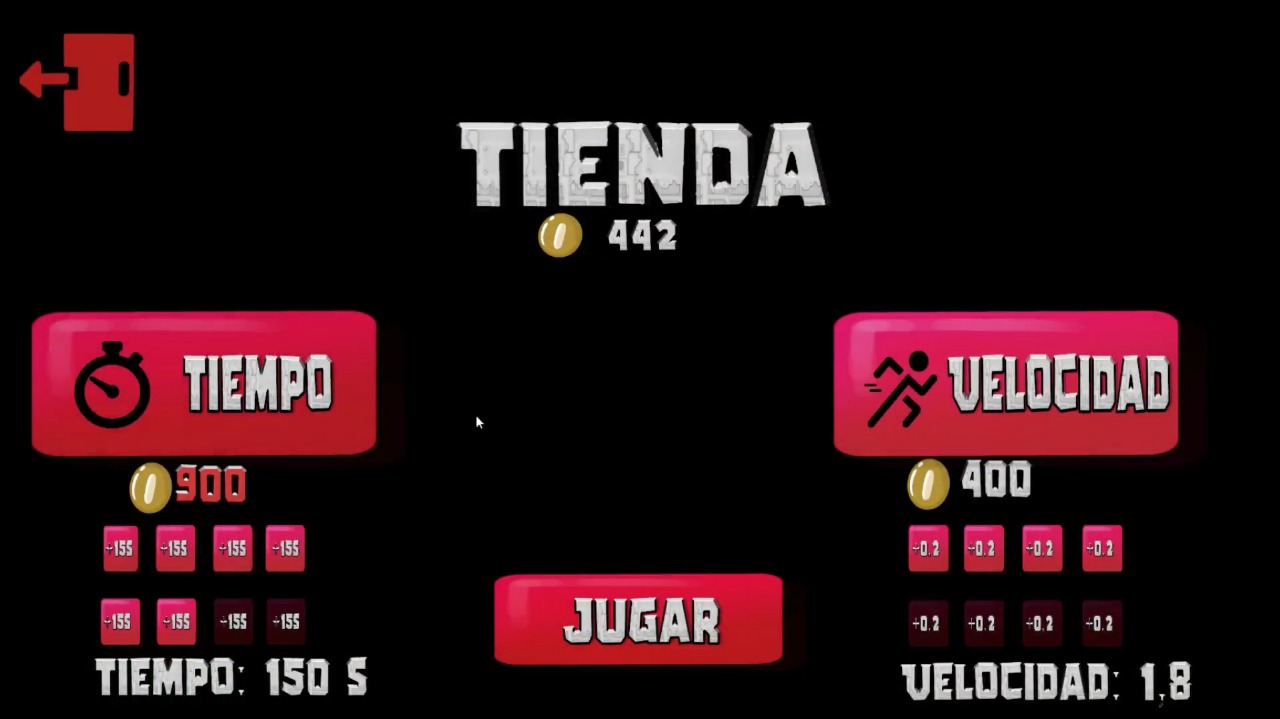 TIENDA
442
TIEMPO
VELOCIDAD
900
400
+15S +15S +15S +15S
+0.2 +0.2 +0.2 +0.2
+15S +15S +15S +15S
+0.2 +0.2 +0.2 +0.2
JUGAR
TIEMPO: 150 S
VELOCIDAD: 1,8